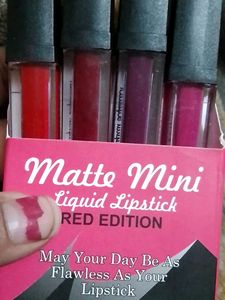 Matte Mini
Liquid Lipstick
RED EDITION
May Your Day Be As
Flawless As Your
Lipstick